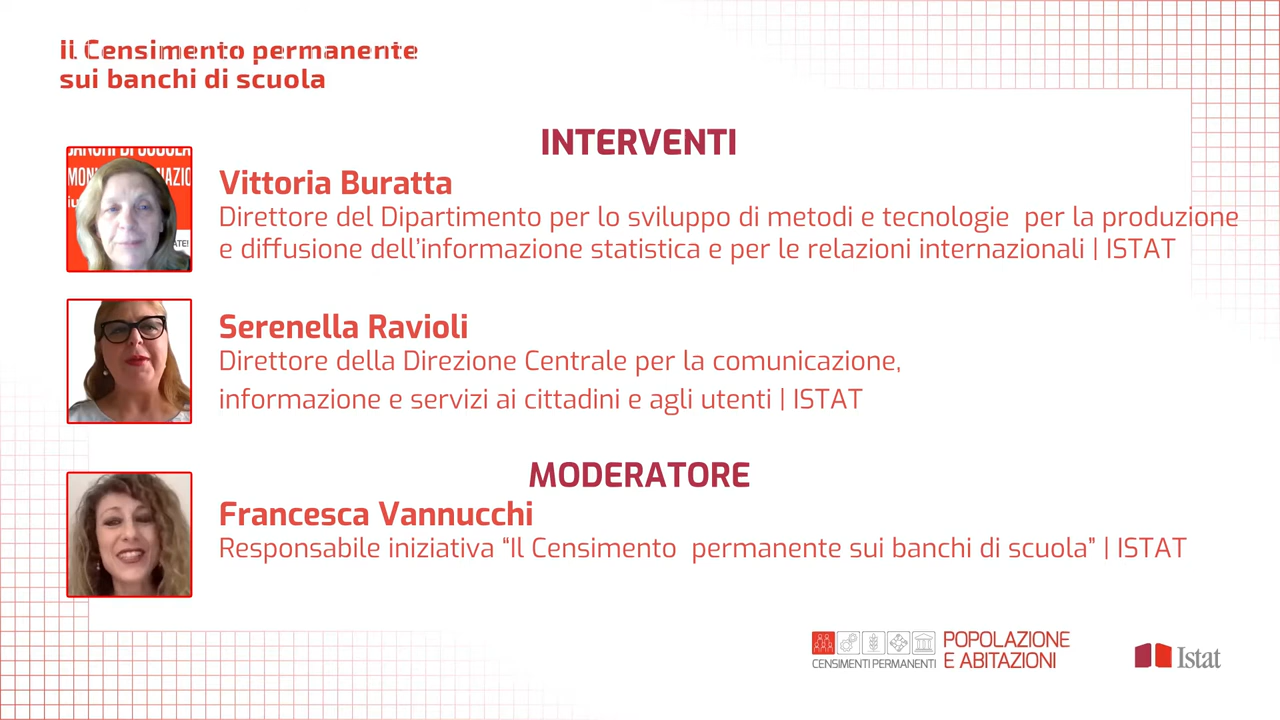 il Censimento permanente
sui banchi di scuola
INTERVENTI
Vittoria Buratta
Direttore del Dipartimento per lo sviluppo di metodi e tecnologie per la produzione
e diffusione dell’informazione statistica e per le relazioni internazionali | ISTAT
Serenella Ravioli
Direttore della Direzione Centrale per la comunicazione,
informazione e servizi ai cittadini e agli utenti | ISTAT
MODERATORE
Francesca Vannucchi
Responsabile iniziativa “Il Censimento permanente sui banchi di scuola” | ISTAT
CENSIMENTI PERMANENTI
POPOLAZIONE
E ABITAZIONI
Istat